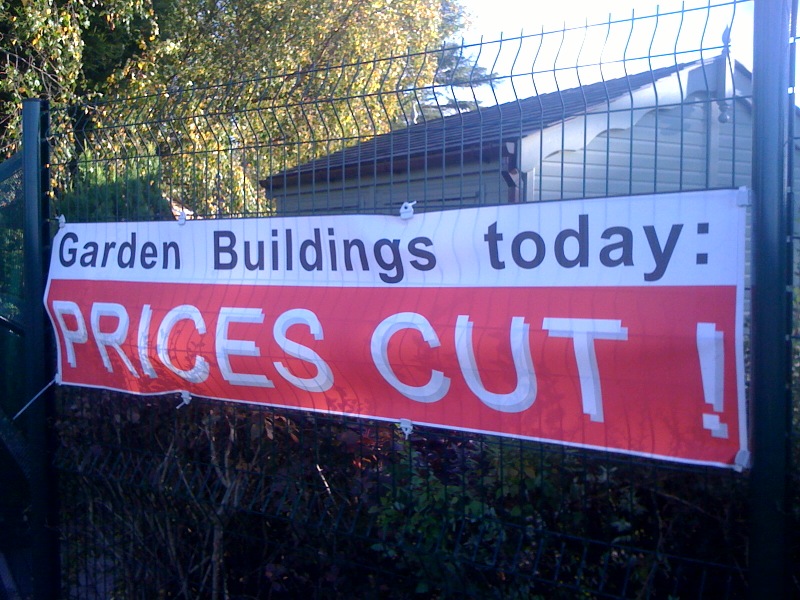 Garden Buildings today:
PRICES CUT !